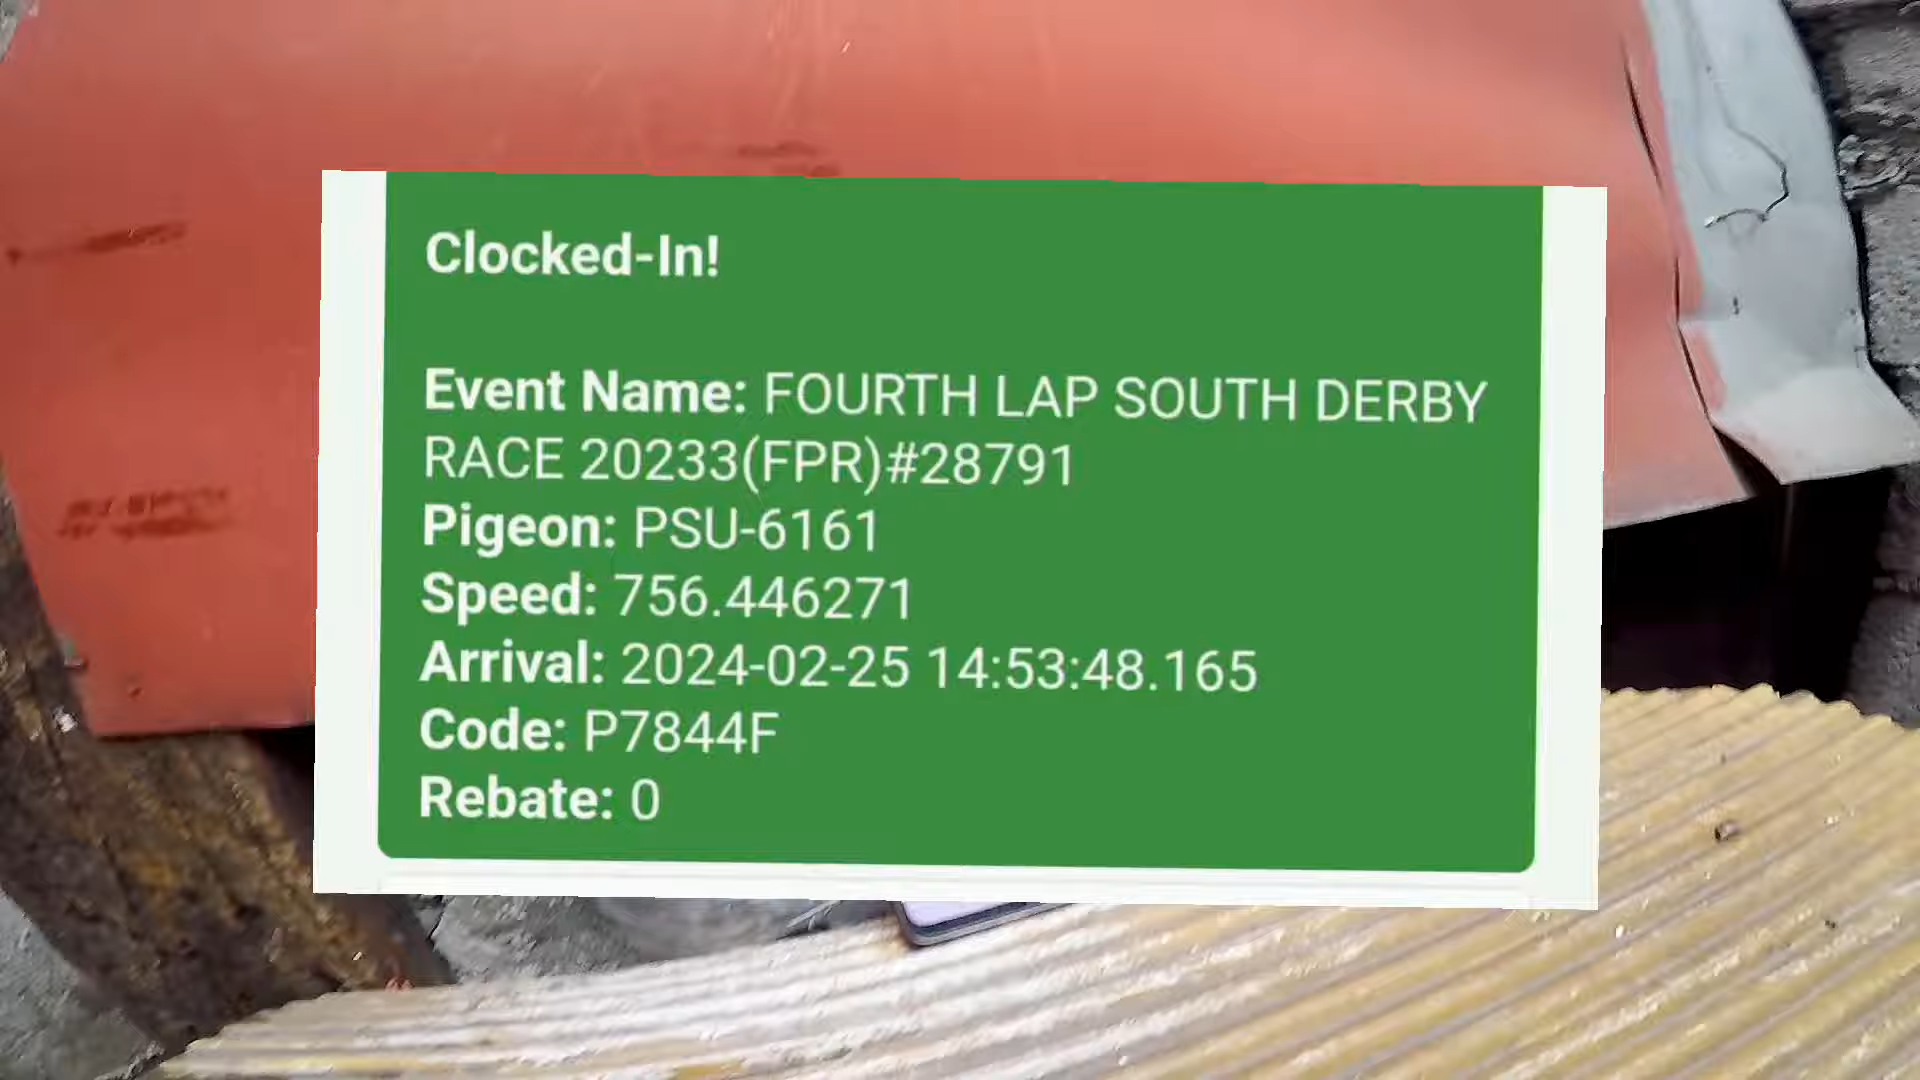 Clocked-In!
Event Name: FOURTH LAP SOUTH DERBY
RACE 20233(FPR)#28791
Pigeon: PSU-6161
Speed: 756.446271
Arrival: 2024-02-25 14:53:48.165
Code: P7844F
Rebate: 0